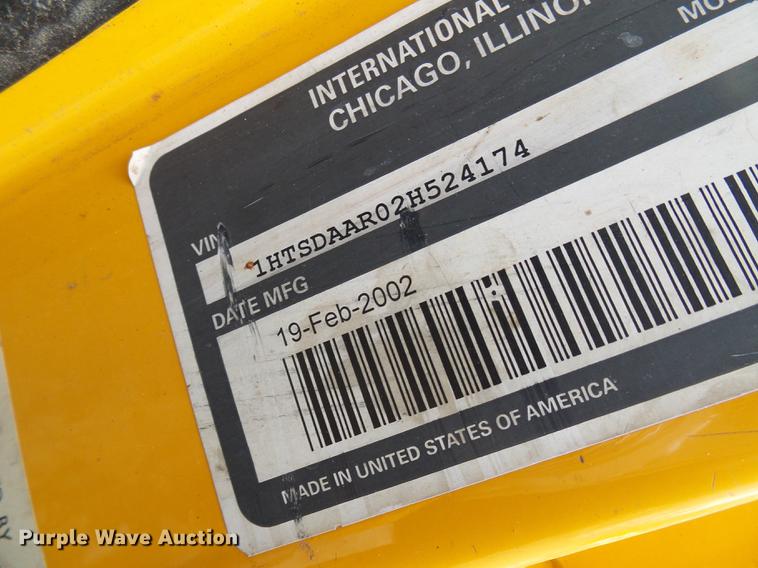 INTERNATIONAL
CHICAGO, ILLINOI
VIN
1HTSDAAR02H524174
DATE MFG
19-Feb-2002
MADE IN UNITED STATES OF AMERICA
BY
Purple Wave Auction